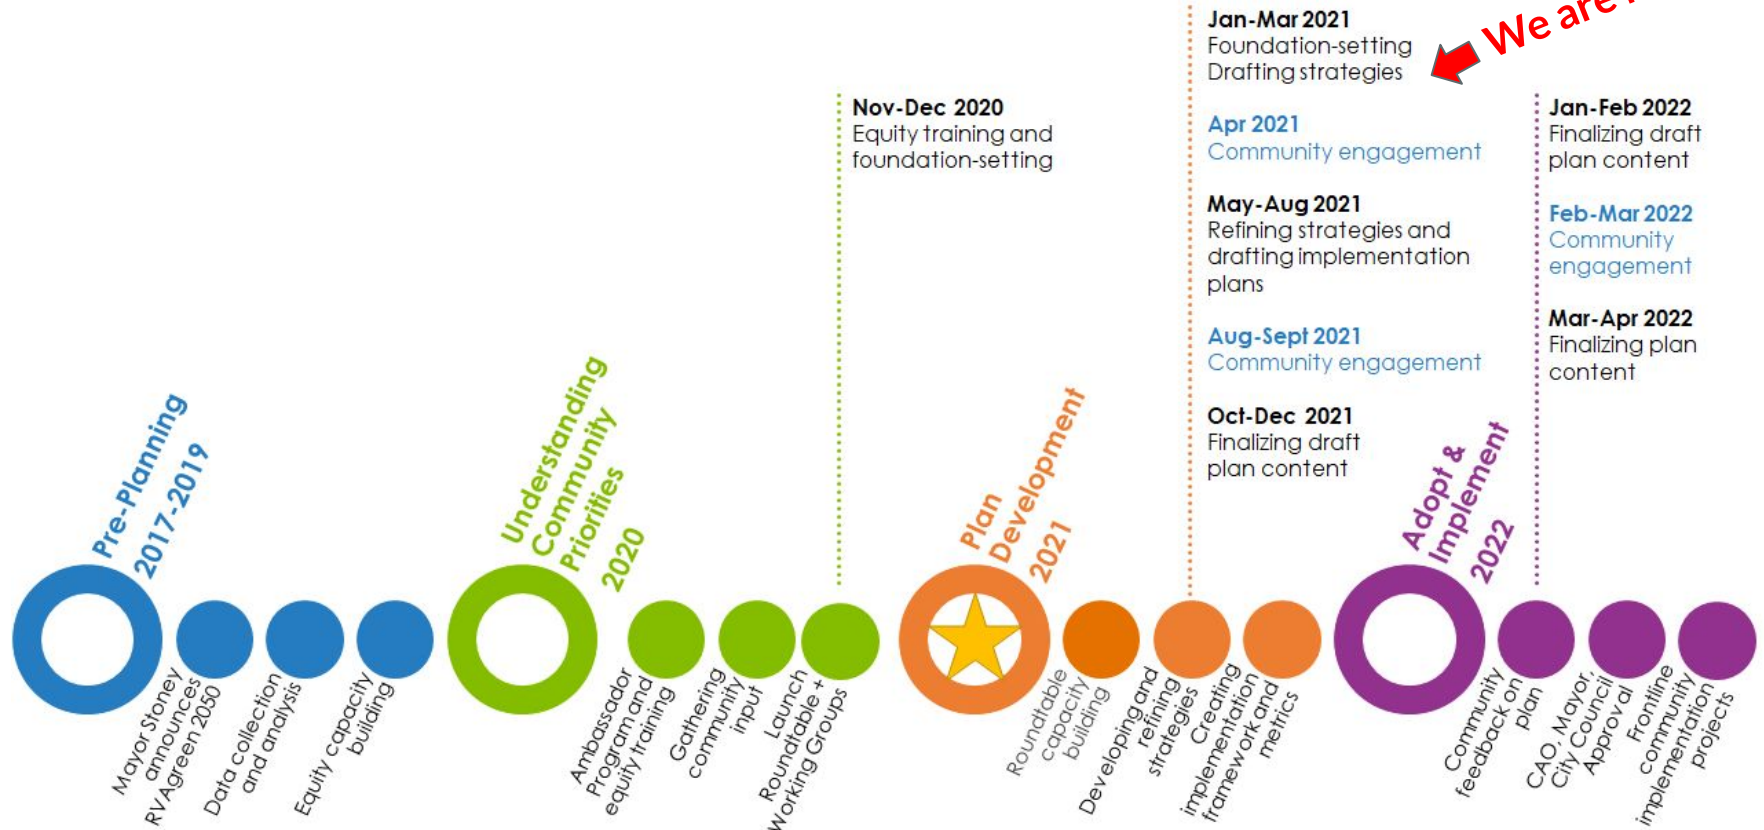 We are
Jan-Mar 2021
Foundation-setting
Drafting strategies
Nov-Dec 2020
Equity training and
foundation-setting
Apr 2021
Community engagement
May-Aug 2021
Refining strategies and
drafting implementation
plans
Aug-Sept 2021
Community engagement
Oct-Dec 2021
Finalizing draft
plan content
Jan-Feb 2022
Finalizing draft
plan content
Feb-Mar 2022
Community
engagement
Mar-Apr 2022
Finalizing plan
content
Pre-Planning
2017-2019
Understanding
Community
Priorities
2020
Plan
Development
2021
Adopt &
Implement
2022
Mayor Stoney
announces
RVAgreen 2050
Data collection
and analysis
Equity capacity
building
Ambassador
Program and
equity training
Gathering
community
input
Launch
Roundtable +
Working Groups
Roundtable
capacity
building
Developing and
refining
strategies
Creating
implementation
framework and
metrics
Community
feedback on
plan
CAO, Mayor,
City Council
Approval
Frontline
community
implementation
projects